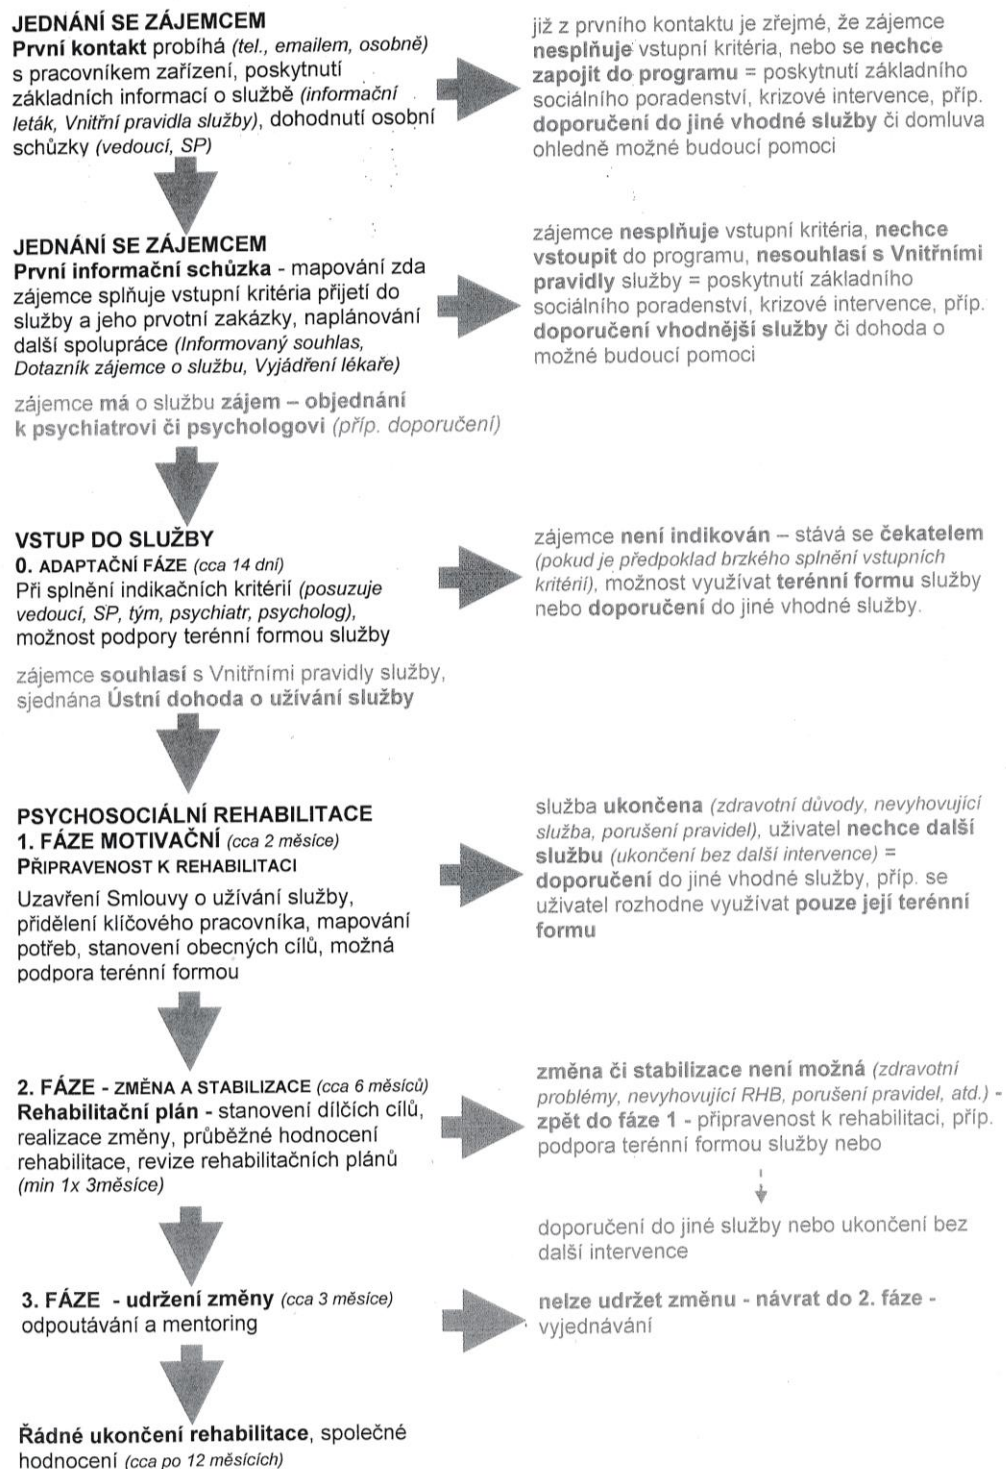 JEDNÁNÍ SE ZÁJEMCEM
První kontakt probíhá (tel., emailem, osobně)
s pracovníkem zařízení, poskytnutí
základních informací o službě (informační
leták, Vnitřní pravidla služby), dohodnutí osobní
schůzky (vedoucí, SP)
již z prvního kontaktu je zřejmé, že zájemce
nesplňuje vstupní kritéria, nebo se nechce
zapojit do programu = poskytnutí základního
sociálního poradenství, krizové intervence, příp.
doporučení do jiné vhodné služby či domluva
ohledně možné budoucí pomoci
JEDNÁNÍ SE ZÁJEMCEM
První informační schůzka - mapování zda
zájemce splňuje vstupní kritéria přijetí do
služby a jeho prvotní zakázky, naplánování
další spolupráce (Informovaný souhlas,
Dotazník zájemce o službu, Vyjádření lékaře)
zájemce má o službu zájem – objednání
k psychiatrovi či psychologovi (příp. doporučení)
zájemce nesplňuje vstupní kritéria, nechce
vstoupit do programu, nesouhlasí s Vnitřními
pravidly služby = poskytnutí základního
sociálního poradenství, krizové intervence, příp.
doporučení vhodnější služby či dohoda o
možné budoucí pomoci
VSTUP DO SLUŽBY
0. ADAPTAČNÍ FÁZE (cca 14 dní)
Při splnění indikačních kritérií (posuzuje
vedoucí, SP, tým, psychiatr, psycholog),
možnost podpory terénní formou služby
zájemce souhlasí s Vnitřními pravidly služby,
sjednána Ústní dohoda o užívání služby
zájemce není indikován – stává se čekatelem
(pokud je předpoklad brzkého splnění vstupních
kritérií), možnost využívat terénní formu služby
nebo doporučení do jiné vhodné služby.
PSYCHOSOCIÁLNÍ REHABILITACE
1. FÁZE MOTIVAČNÍ (cca 2 měsíce)
PŘIPRAVENOST K REHABILITACI
Uzavření Smlouvy o užívání služby,
přidělení klíčového pracovníka, mapování
potřeb, stanovení obecných cílů, možná
podpora terénní formou
služba ukončena (zdravotní důvody, nevyhovující
služba, porušení pravidel), uživatel nechce další
službu (ukončení bez další intervence) =
doporučení do jiné vhodné služby, příp. se
uživatel rozhodne využívat pouze její terénní
formu
2. FÁZE - ZMĚNA A STABILIZACE (cca 6 měsíců)
Rehabilitační plán - stanovení dílčích cílů,
realizace změny, průběžné hodnocení
rehabilitace, revize rehabilitačních plánů
(min 1x 3měsíce)
změna či stabilizace není možná (zdravotní
problémy, nevyhovující RHB, porušení pravidel, atd.) -
zpět do fáze 1 - připravenost k rehabilitaci, příp.
podpora terénní formou služby nebo
doporučení do jiné služby nebo ukončení bez
další intervence
3. FÁZE - udržení změny (cca 3 měsíce)
odpoutávání a mentoring
nelze udržet změnu - návrat do 2. fáze -
vyjednávání
Řádné ukončení rehabilitace, společné
hodnocení (cca po 12 měsících)